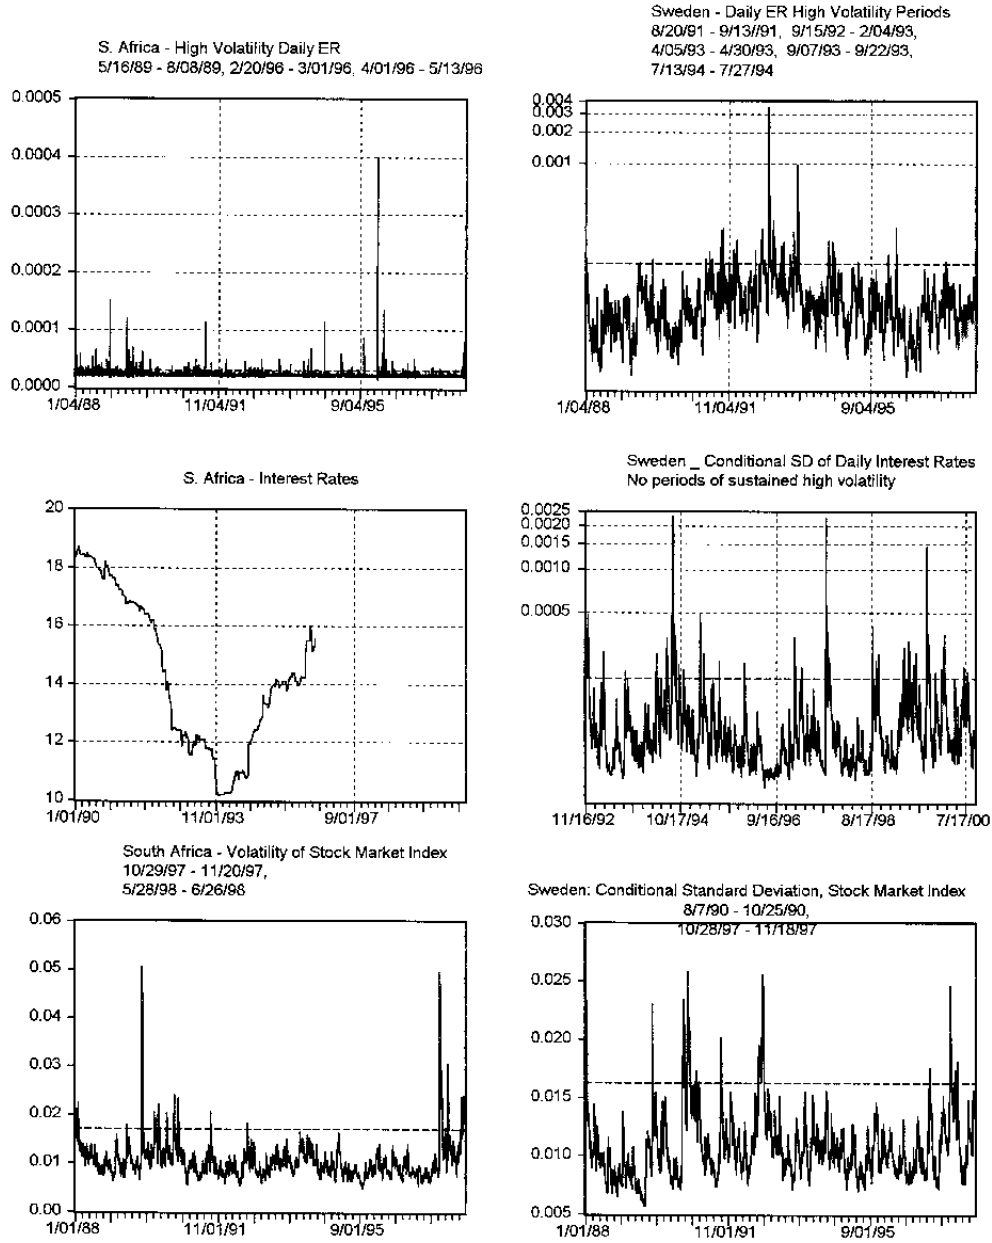 S. Africa - High Volatility Daily ER
5/16/89 - 8/08/89, 2/20/96 - 3/01/96, 4/01/96 - 5/13/96
0.0005
0.0004
0.0003
0.0002
0.0001
0.0000
1/04/88 11/04/91 9/04/95
Sweden - Daily ER High Volatility Periods
8/20/91 - 9/13//91, 9/15/92 - 2/04/93,
4/05/93 - 4/30/93, 9/07/93 - 9/22/93,
7/13/94 - 7/27/94
0.004
0.003
0.002
0.001
1/04/88 11/04/91 9/04/95
S. Africa - Interest Rates
20
18
16
14
12
10
1/01/90 11/01/93 9/01/97
Sweden _ Conditional SD of Daily Interest Rates
No periods of sustained high volatility
0.0025
0.0020
0.0015
0.0010
0.0005
11/16/92 10/17/94 9/16/96 8/17/98 7/17/00
South Africa - Volatility of Stock Market Index
10/29/97 - 11/20/97,
5/28/98 - 6/26/98
0.06
0.05
0.04
0.03
0.02
0.01
0.00
1/01/88 11/01/91 9/01/95
Sweden: Conditional Standard Deviation, Stock Market Index
8/7/90 - 10/25/90,
10/28/97 - 11/18/97
0.030
0.025
0.020
0.015
0.010
0.005
1/01/88 11/01/91 9/01/95